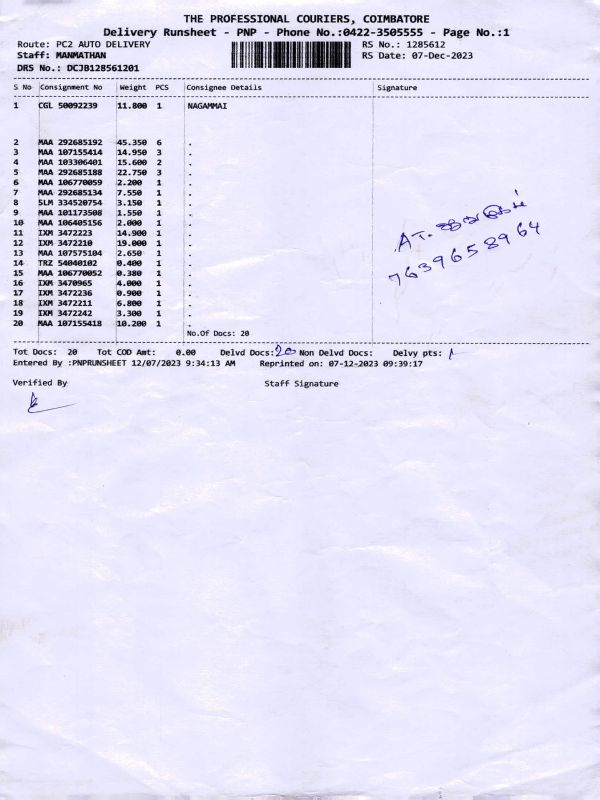 THE PROFESSIONAL COURIERS, COIMBATORE
Delivery Runsheet - PNP - Phone No.:0422-3505555 - Page No.:1
Route: PC2 AUTO DELIVERY RS No.: 1285612
Staff: MANMATHAN RS Date: 07-Dec-2023
DRS No.: DCJB128561201
S No Consignment No Weight PCS Consignee Details Signature
1 CGL 50092239 11.800 1 NAGAMMAI
2 MAA 292685192 45.350 6 .
3 MAA 107155414 14.950 3 .
4 MAA 103306401 15.600 2 .
5 MAA 292685188 22.750 3 .
6 MAA 106770059 2.200 1 .
7 MAA 292685134 7.550 1 .
8 SLM 334520754 3.150 1 .
9 MAA 101173508 1.550 1 .
10 MAA 106405156 2.000 1 .
11 IXM 3472223 14.900 1 .
12 IXM 3472210 19.000 1 .
13 MAA 107575104 2.650 1 .
14 TRZ 54040102 0.400 1 .
15 MAA 106770052 0.380 1 .
16 IXM 3470965 4.000 1 .
17 IXM 3472236 0.900 1 .
18 IXM 3472211 6.800 1 .
19 IXM 3472242 3.300 1 .
20 MAA 107155418 10.200 1 .
AT.
7639658964
No.Of Docs: 20
Tot Docs: 20 Tot COD Amt: 0.00 Delvd Docs: 20 Non Delvd Docs: Delvy pts: 1
Entered By :PNPRUNSHEET 12/07/2023 9:34:13 AM Reprinted on: 07-12-2023 09:39:17
Verified By Staff Signature